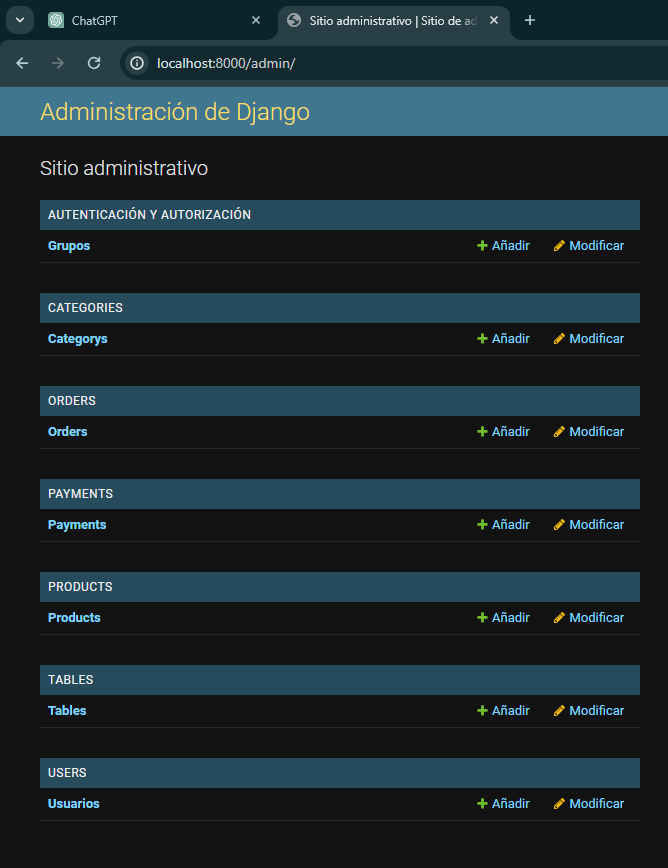 ChatGPT
Sitio administrativo | Sitio de ad
localhost:8000/admin/
Administración de Django
Sitio administrativo
AUTENTICACIÓN Y AUTORIZACIÓN
Grupos Añadir Modificar
CATEGORIES
Categorys Añadir Modificar
ORDERS
Orders Añadir Modificar
PAYMENTS
Payments Añadir Modificar
PRODUCTS
Products Añadir Modificar
TABLES
Tables Añadir Modificar
USERS
Usuarios Añadir Modificar